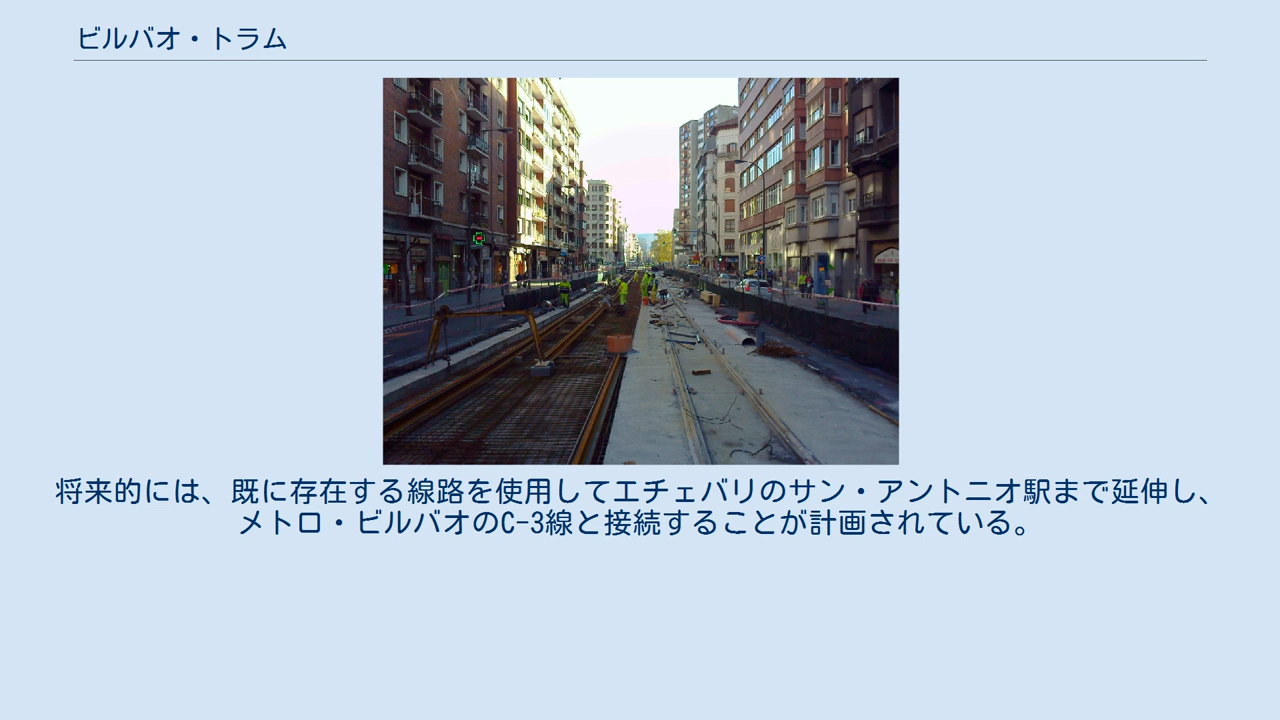 ビルバオ・トラム
将来的には、既に存在する線路を使用してエチェバリのサン・アントニオ駅まで延伸し、
メトロ・ビルバオのC-3線と接続することが計画されている。